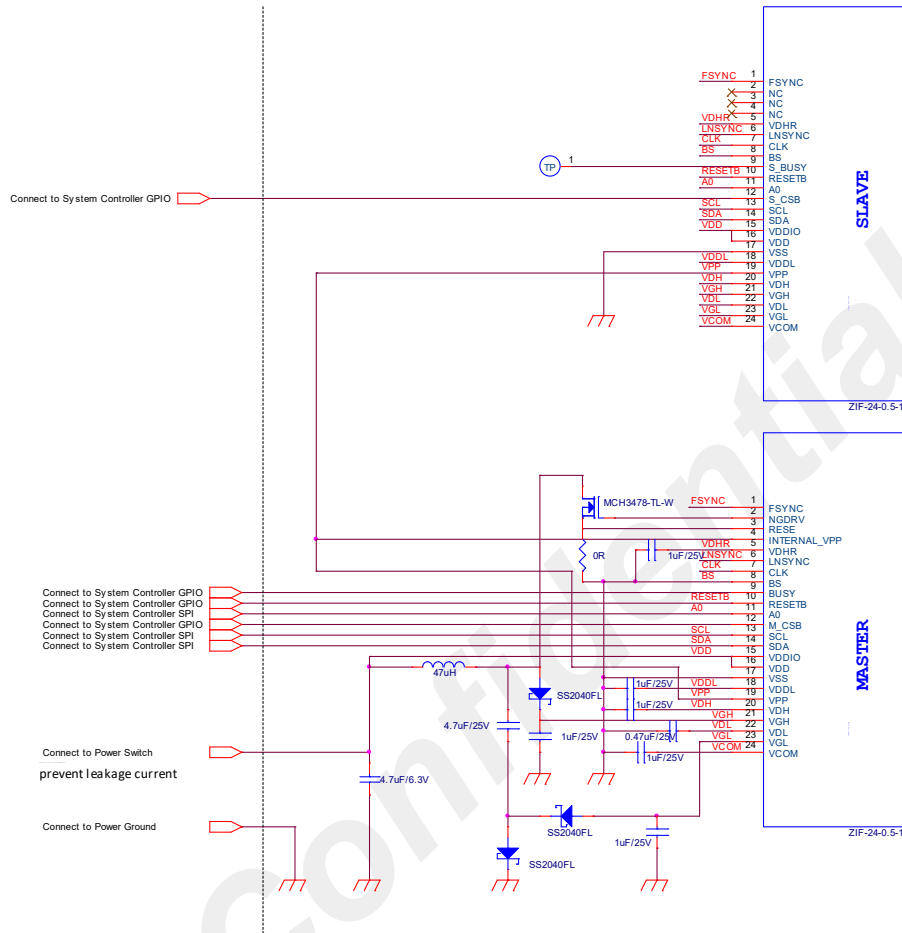 1
FSYNC
FSYNC
2
NC
3
NC
4
NC
VDHR
5
VDHR
LNSYNC
6
LNSYNC
CLK
7
CLK
BS
8
BS
TP
1
9
S_BUSY
RESETB
10
RESETB
A0
11
A0
Connect to System Controller GPIO
12
S_CSB
SCL
13
SCL
SDA
14
SDA
VDD
15
VDDIO
16
VDD
17
VSS
VDDL
18
VDDL
VPP
19
VPP
VDH
20
VDH
VGH
21
VGH
VDL
22
VDL
VGL
23
VGL
VCOM
24
VCOM
SLAVE
ZIF-24-0.5-1
MCH3478-TL-W
0R
1uF/25V
FSYNC
1
FSYNC
2
NGDRV
3
RESE
4
INTERNAL_VPP
VDHR
5
VDHR
LNSYNC
6
LNSYNC
CLK
7
CLK
BS
8
BS
Connect to System Controller GPIO
9
BUSY
Connect to System Controller GPIO
RESETB
10
RESETB
Connect to System Controller SPI
A0
11
A0
Connect to System Controller GPIO
12
M_CSB
Connect to System Controller SPI
SCL
13
SCL
Connect to System Controller SPI
SDA
14
SDA
VDD
15
VDDIO
16
VDD
17
VSS
VDDL
18
VDDL
VPP
19
VPP
VDH
20
VDH
VGH
21
VGH
VDL
22
VDL
VGL
23
VGL
VCOM
24
VCOM
MASTER
47uH
SS2040FL
4.7uF/25V
1uF/25V
1uF/25V
1uF/25V
0.47uF/25V
1uF/25V
Connect to Power Switch
prevent leakage current
4.7uF/6.3V
Connect to Power Ground
SS2040FL
1uF/25V
SS2040FL
ZIF-24-0.5-1
Confidential